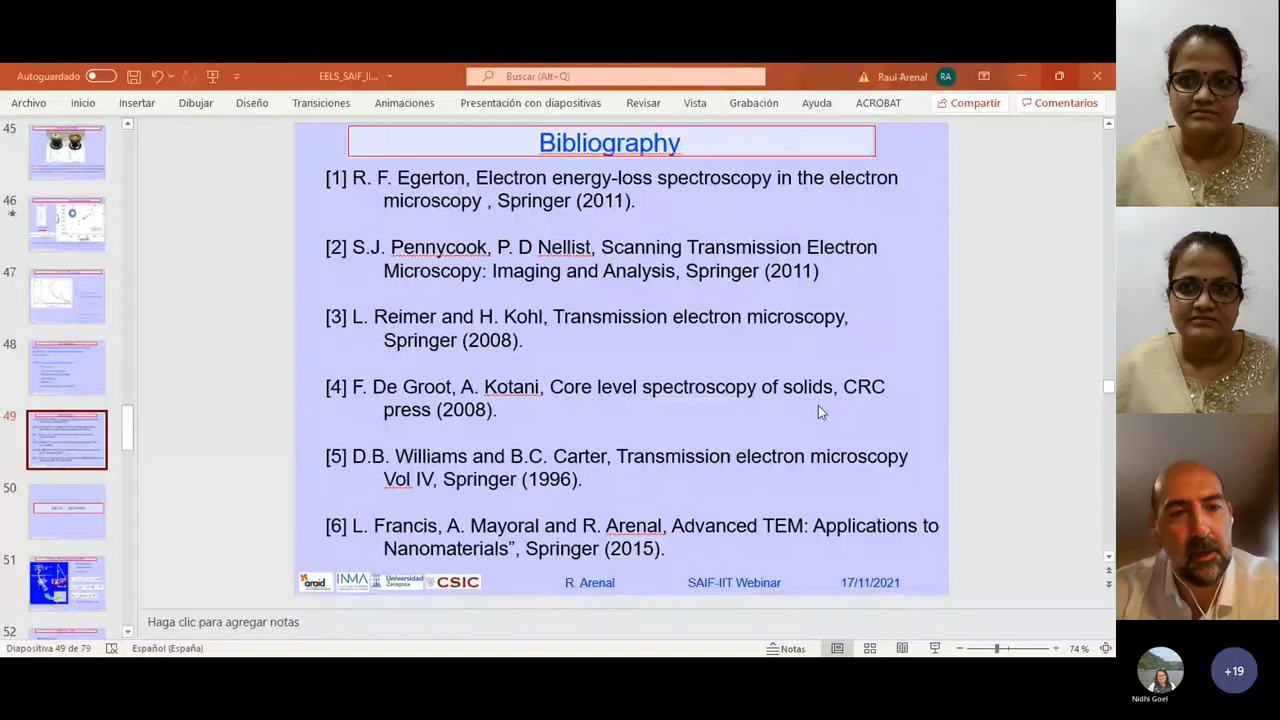 Autoguardado
EELS_SAIF_II...
Buscar (Alt+Q)
Raul Arenal
RA
Archivo
Inicio
Insertar
Dibujar
Diseño
Transiciones
Animaciones
Presentación con diapositivas
Revisar
Vista
Grabación
Ayuda
ACROBAT
Compartir
Comentarios
45
46
47
48
49
50
51
52
Bibliography
[1] R. F. Egerton, Electron energy-loss spectroscopy in the electron
microscopy , Springer (2011).
[2] S.J. Pennycook, P. D Nellist, Scanning Transmission Electron
Microscopy: Imaging and Analysis, Springer (2011)
[3] L. Reimer and H. Kohl, Transmission electron microscopy,
Springer (2008).
[4] F. De Groot, A. Kotani, Core level spectroscopy of solids, CRC
press (2008).
[5] D.B. Williams and B.C. Carter, Transmission electron microscopy
Vol IV, Springer (1996).
[6] L. Francis, A. Mayoral and R. Arenal, Advanced TEM: Applications to
Nanomaterials”, Springer (2015).
araid
INMA
Universidad
Zaragoza
CSIC
R. Arenal
SAIF-IIT Webinar
17/11/2021
Haga clic para agregar notas
Diapositiva 49 de 79
Español (España)
Notas
74 %
Nidhi Goel
+19